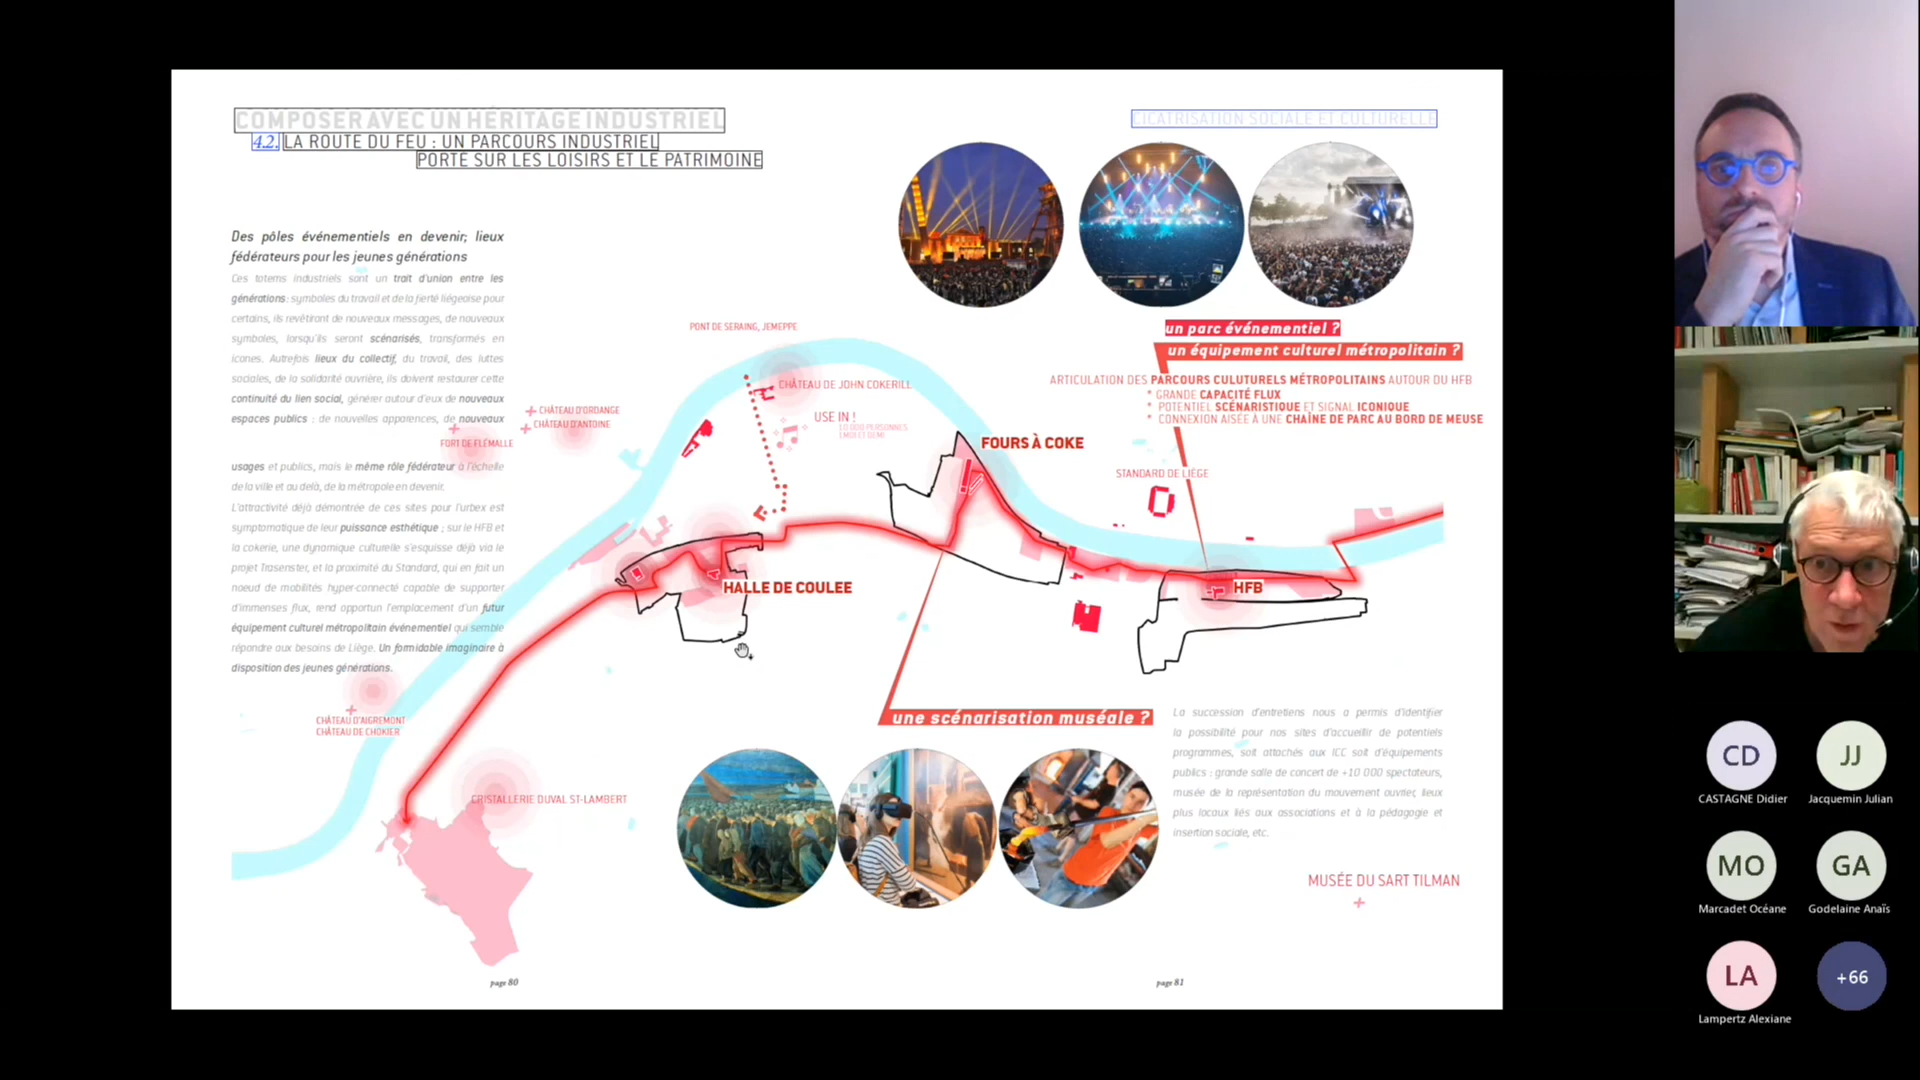 COMPOSER AVEC UN HÉRITAGE INDUSTRIEL
4.2. LA ROUTE DU FEU : UN PARCOURS INDUSTRIEL
PORTE SUR LES LOISIRS ET LE PATRIMOINE
CICATRISATION SOCIALE ET CULTURELLE
Des pôles événementiels en devenir; lieux
fédérateurs pour les jeunes générations
Ces totems industriels sont un trait d'union entre les
générations: symboles du travail et de la fierté liégeoise pour
certains, ils revêtiront de nouveaux messages, de nouveaux
symboles, lorsqu'ils seront scénarisés, transformés en
icones. Autrefois lieux du collectif, du travail, des luttes
sociales, de la solidarité ouvrière, ils doivent restaurer cette
continuité du lien social, générer autour d'eux de nouveaux
espaces publics : de nouvelles apparences, de nouveaux
usages et publics, mais le même rôle fédérateur à l'échelle
de la ville et au delà, de la métropole en devenir.
L'attractivité déjà démontrée de ces sites pour l'urbex est
symptomatique de leur puissance esthétique ; sur le HFB et
la cokerie, une dynamique culturelle s'esquisse déjà via le
projet Trasenster, et la proximité du Standard, qui en fait un
noeud de mobilités hyper-connecté capable de supporter
d'immenses flux, rend opportun l'emplacement d'un futur
équipement culturel métropolitain événementiel qui semble
répondre aux besoins de Liège. Un formidable imaginaire à
disposition des jeunes générations.
PONT DE SERAING, JEMEPPE
CHÂTEAU DE JOHN COKERILL
USE IN !
10 000 PERSONNES
CHÂTEAU D'ORDANGE
CHÂTEAU D'ANTOINE
FORT DE FLÉMALLE
un parc événementiel ?
un équipement culturel métropolitain ?
ARTICULATION DES PARCOURS CULUTURELS MÉTROPOLITAINS AUTOUR DU HFB
* GRANDE CAPACITÉ FLUX
* POTENTIEL SCÉNARISTIQUE ET SIGNAL ICONIQUE
* CONNEXION AISÉE À UNE CHAÎNE DE PARC AU BORD DE MEUSE
FOURS À COKE
STANDARD DE LIÈGE
HALLE DE COULEE
HFB
CHÂTEAU D'AIGREMONT
CHÂTEAU DE CHOKIER
CRISTALLERIE DUVAL ST-LAMBERT
une scénarisation muséale ?
La succession d'entretiens nous a permis d'identifier
la possibilité pour nos sites d'accueillir de potentiels
programmes, soit attachés aux ICC soit d'équipements
publics : grande salle de concert de +10 000 spectateurs,
musée de la représentation du mouvement ouvrier, lieux
plus locaux liés aux associations et à la pédagogie et
insertion sociale, etc.
MUSÉE DU SART TILMAN
page 80
page 81
CD
JJ
CASTAGNE Didier
Jacquemin Julian
MO
GA
Marcadet Océane
Godelaine Anaïs
LA
+66
Lampertz Alexiane